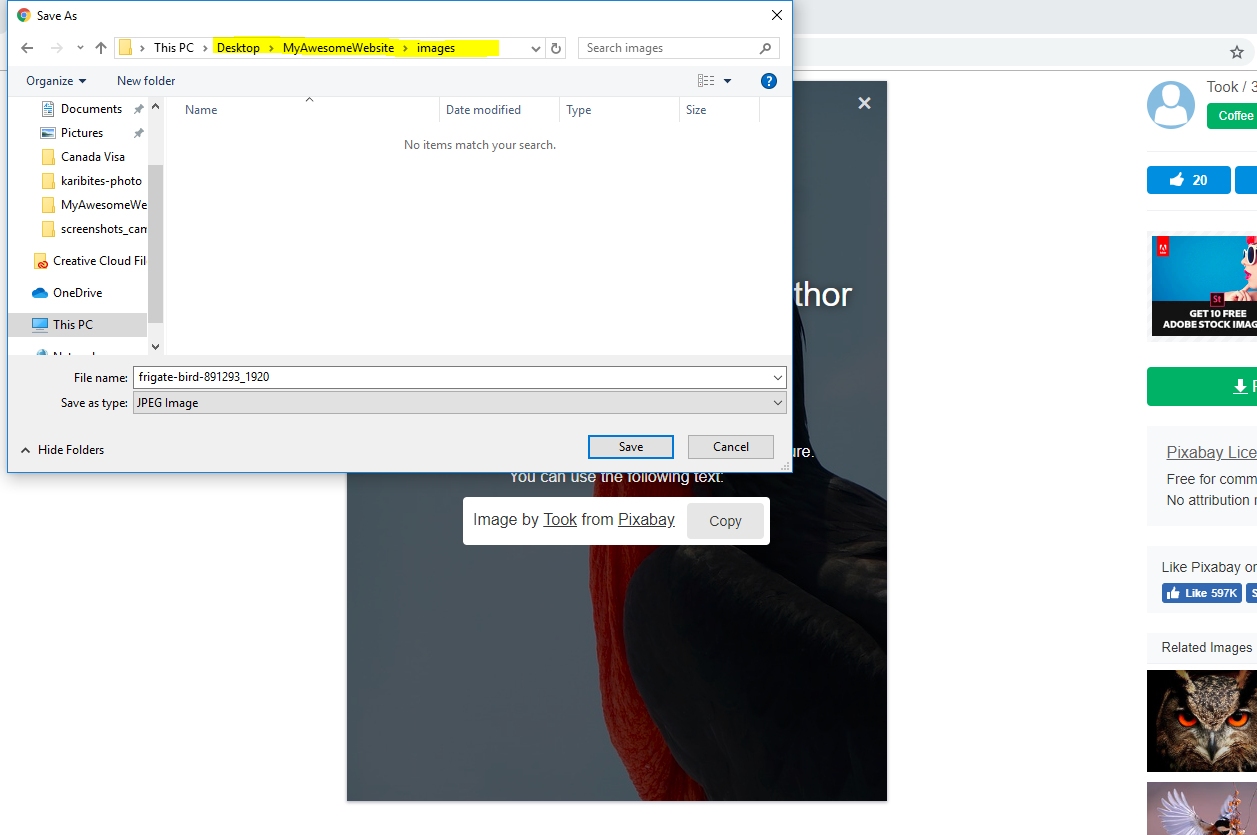 Save As
This PC > Desktop > MyAwesomeWebsite > images
Search images
Organize
New folder
Name
Date modified
Type
Size
No items match your search.
Documents
Pictures
Canada Visa
karibites-photo
MyAwesomeWe
screenshots_cam
Creative Cloud Fil
OneDrive
This PC
File name: frigate-bird-891293_1920
Save as type: JPEG Image
Hide Folders
Save
Cancel
thor
ure.
You can use the following text:
Image by Took from Pixabay
Copy
Took / 3
Coffee
20
St
GET 10 FREE
ADOBE STOCK IMAG
Pixabay Lice
Free for comm
No attribution
Like Pixabay on
Like 597K
Related Images